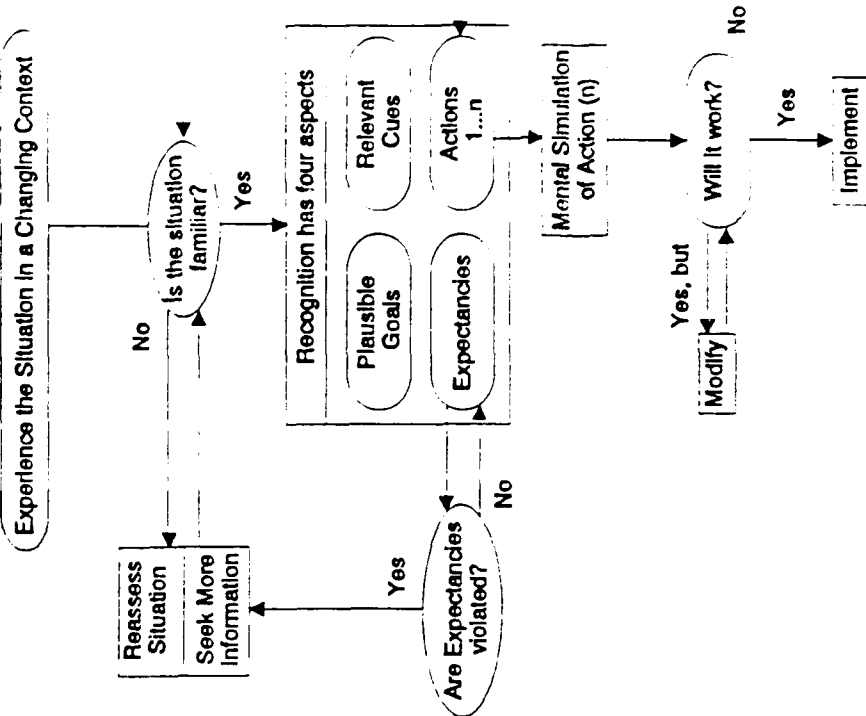 Experience the Situation in a Changing Context
Is the situation
familiar?
No
Yes
Reassess
Situation
Seek More
Information
Recognition has four aspects
Plausible
Goals
Relevant
Cues
Expectancies
Actions
1...n
Yes
No
Are Expectancies
violated?
Mental Simulation
of Action (n)
Will it work?
No
Yes, but
Modify
Yes
Implement